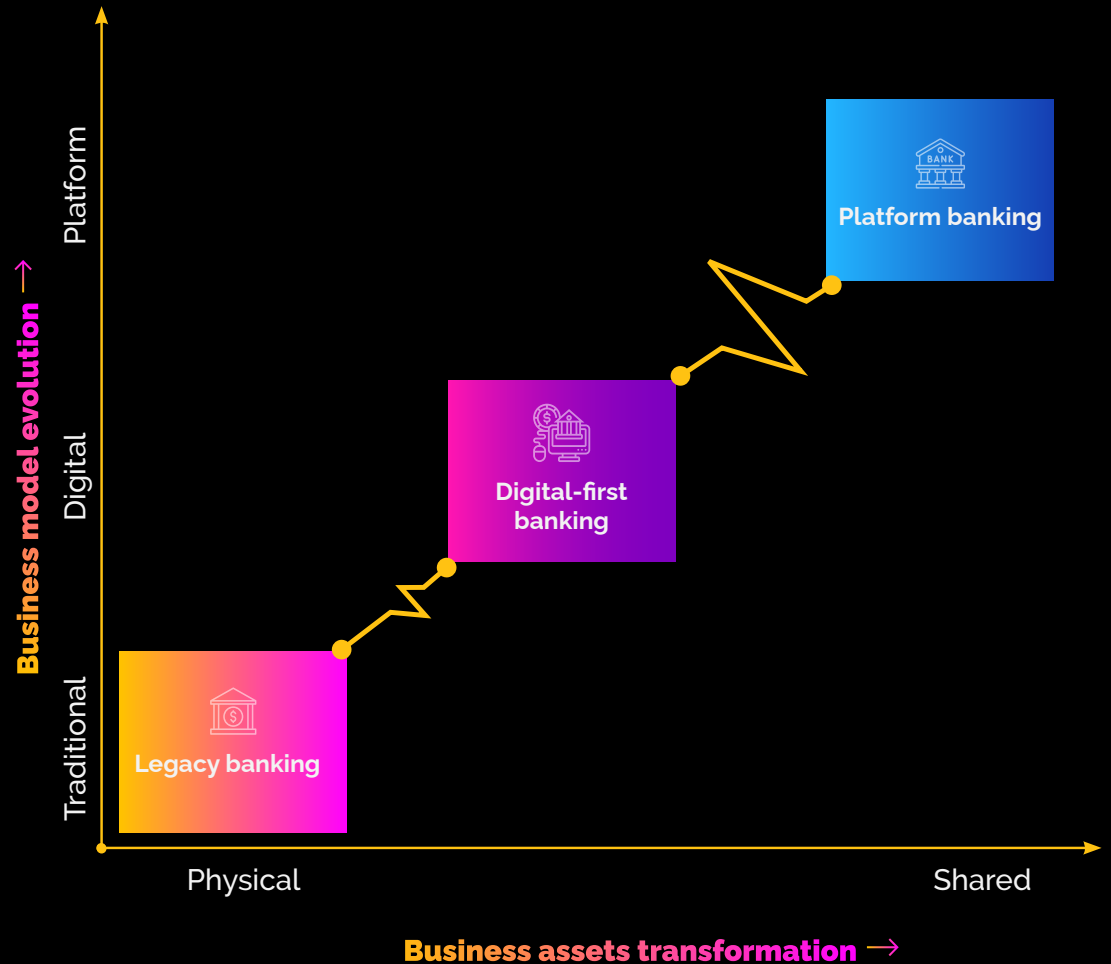 Platform
BANK
Platform banking
Business model evolution →
Digital
$
Digital-first
banking
Traditional
$
Legacy banking
Physical
Shared
Business assets transformation →